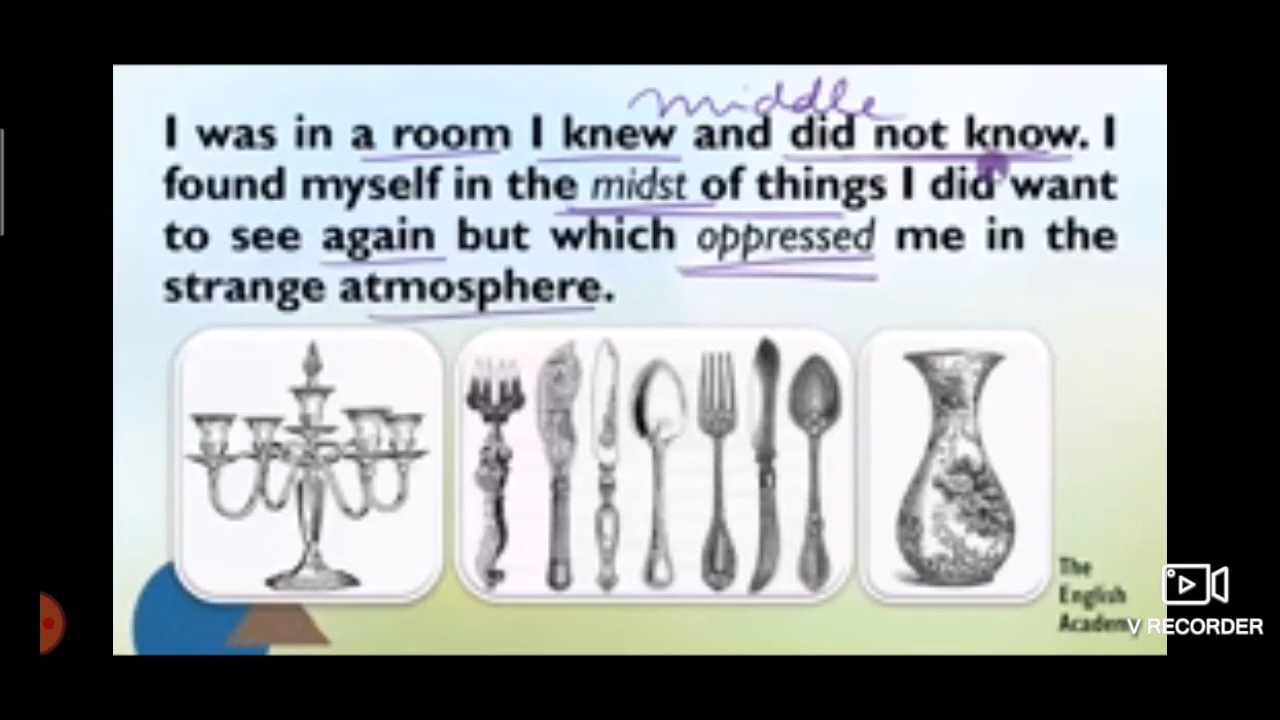 middle
I was in a room I knew and did not know. I
found myself in the midst of things I did want
to see again but which oppressed me in the
strange atmosphere.
The
English
Academy
V RECORDER